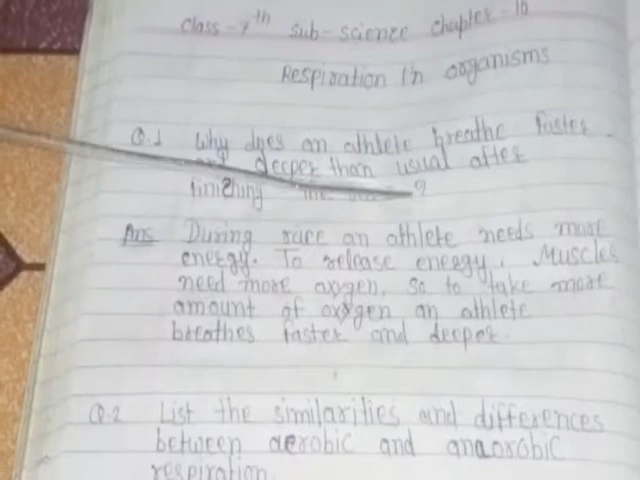 class-7th sub-science chapter-10
Respiration in organisms
Q.1 Why does an athlete breathe faster
deeper than usual after
finishing the ?
Ans During race an athlete needs more
energy. To release energy. Muscles
need more oxygen, so to take more
amount of oxygen an athlete
breathes faster and deeper.
Q.2 List the similarities and differences
between aerobic and anaorobic
respiration